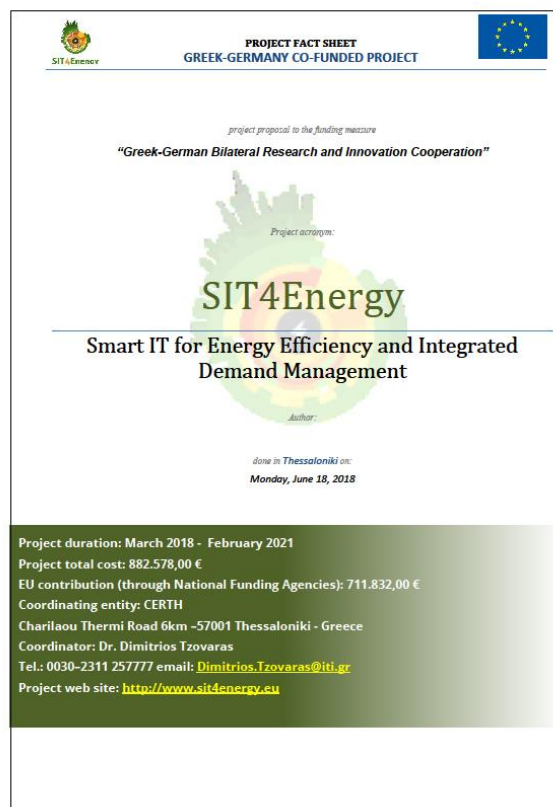 SIT4Energy
PROJECT FACT SHEET
GREEK-GERMANY CO-FUNDED PROJECT
project proposal to the funding measure
“Greek-German Bilateral Research and Innovation Cooperation”
Project acronym:
SIT4Energy
Smart IT for Energy Efficiency and Integrated
Demand Management
Author:
done in Thessaloniki on:
Monday, June 18, 2018
Project duration: March 2018 - February 2021
Project total cost: 882.578,00 €
EU contribution (through National Funding Agencies): 711.832,00 €
Coordinating entity: CERTH
Charilaou Thermi Road 6km –57001 Thessaloniki - Greece
Coordinator: Dr. Dimitrios Tzovaras
Tel.: 0030–2311 257777 email: Dimitrios.Tzovaras@iti.gr
Project web site: http://www.sit4energy.eu